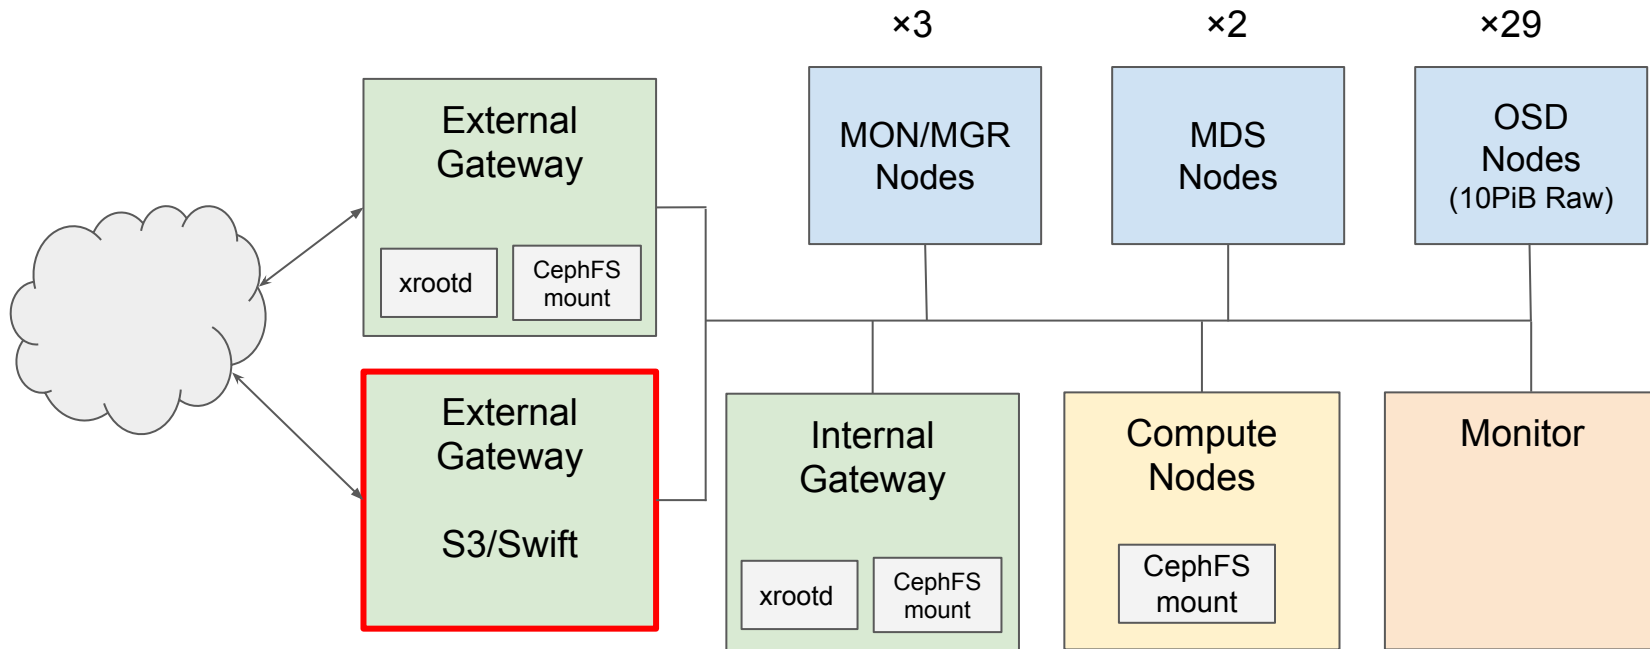 ×3
×2
×29
External
Gateway
xrootd
CephFS
mount
MON/MGR
Nodes
MDS
Nodes
OSD
Nodes
(10PiB Raw)
External
Gateway
S3/Swift
Internal
Gateway
xrootd
CephFS
mount
Compute
Nodes
CephFS
mount
Monitor